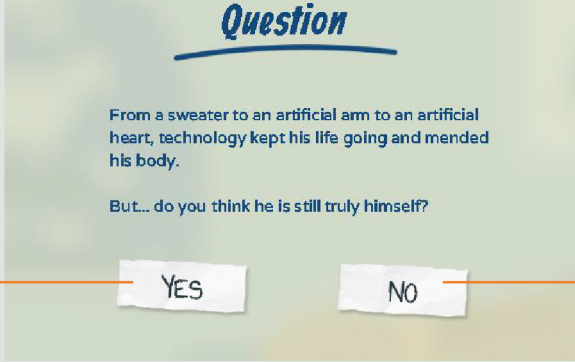 Question
From a sweater to an artificial arm to an artificial
heart, technology kept his life going and mended
his body.
But... do you think he is still truly himself?
YES
NO